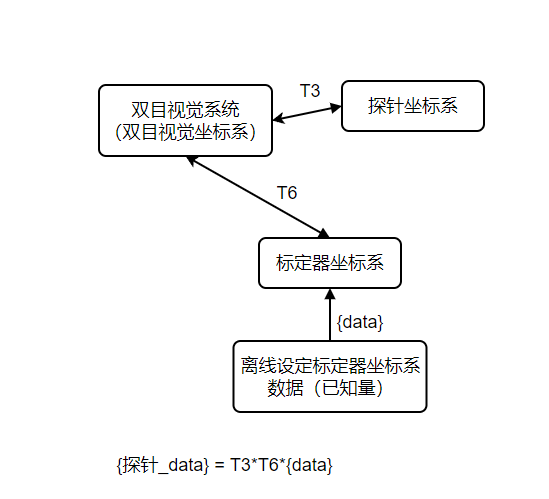 T3
双目视觉系统
（双目视觉坐标系）
探针坐标系
T6
标定器坐标系
{data}
离线设定标定器坐标系
数据（已知量）
{探针_data} = T3*T6*{data}